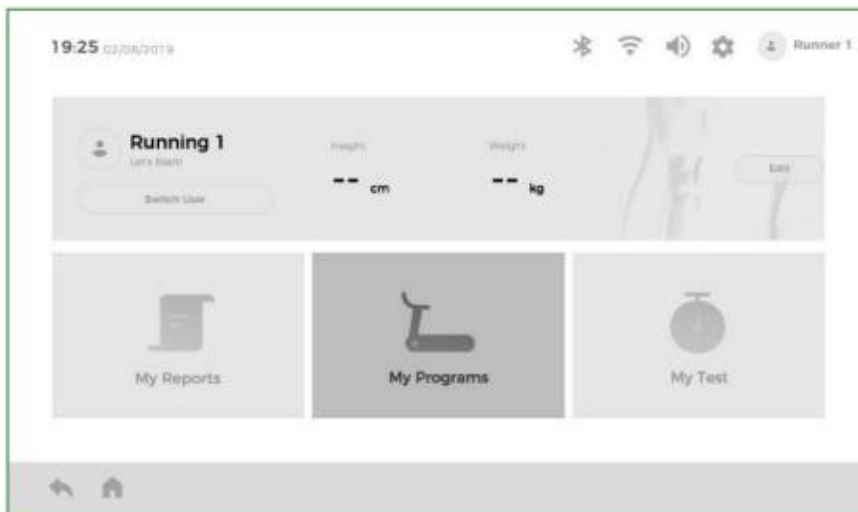 19:25 02/08/2019
Runner 1
Running 1
Let's Start!
Switch User
Height
-- cm
Weight
-- kg
Edit
My Reports
My Programs
My Test